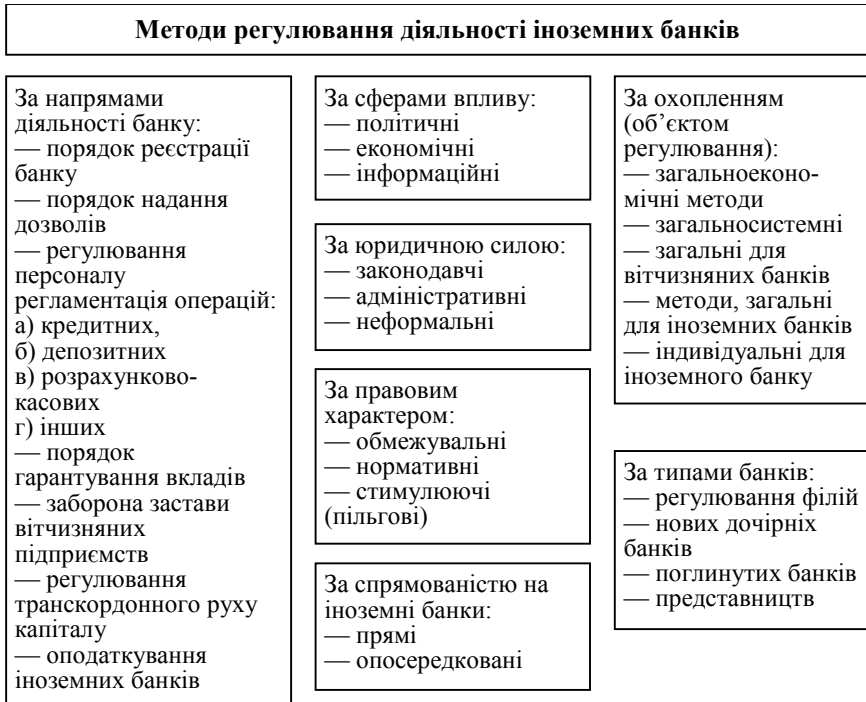 Методи регулювання діяльності іноземних банків
За напрямами
діяльності банку:
— порядок реєстрації
банку
— порядок надання
дозволів
— регулювання
персоналу
регламентація операцій:
а) кредитних,
б) депозитних
в) розрахунково-
касових
г) інших
— порядок
гарантування вкладів
— заборона застави
вітчизняних
підприємств
— регулювання
транскордонного руху
капіталу
— оподаткування
іноземних банків
За сферами впливу:
— політичні
— економічні
— інформаційні
За юридичною силою:
— законодавчі
— адміністративні
— неформальні
За правовим
характером:
— обмежувальні
— нормативні
— стимулюючі
(пільгові)
За спрямованістю на
іноземні банки:
— прямі
— опосередковані
За охопленням
(об’єктом
регулювання):
— загальноеконо-
мічні методи
— загальносистемні
— загальні для
вітчизняних банків
— методи, загальні
для іноземних банків
— індивідуальні для
іноземного банку
За типами банків:
— регулювання філій
— нових дочірніх
банків
— поглинутих банків
— представництв